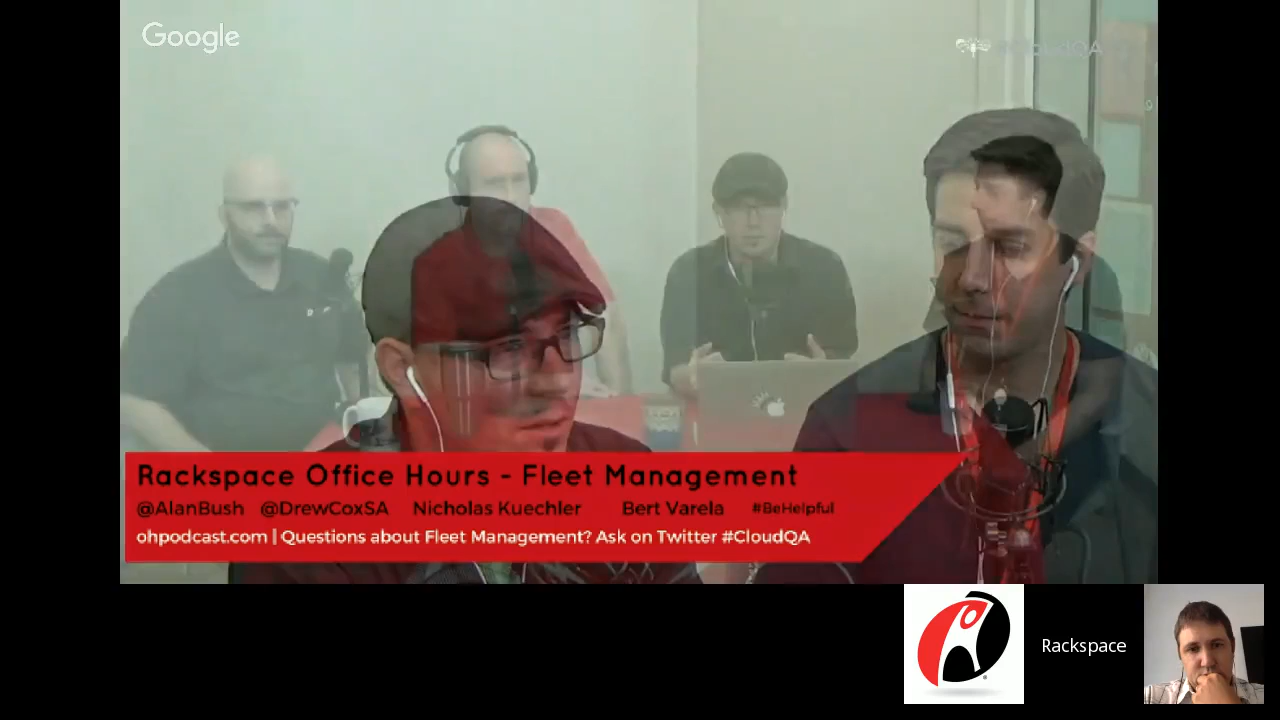 Google
#CloudQA
Rackspace Office Hours - Fleet Management
@AlanBush @DrewCoxSA Nicholas Kuechler Bert Varela #BeHelpful
ohpodcast.com | Questions about Fleet Management? Ask on Twitter #CloudQA
Rackspace